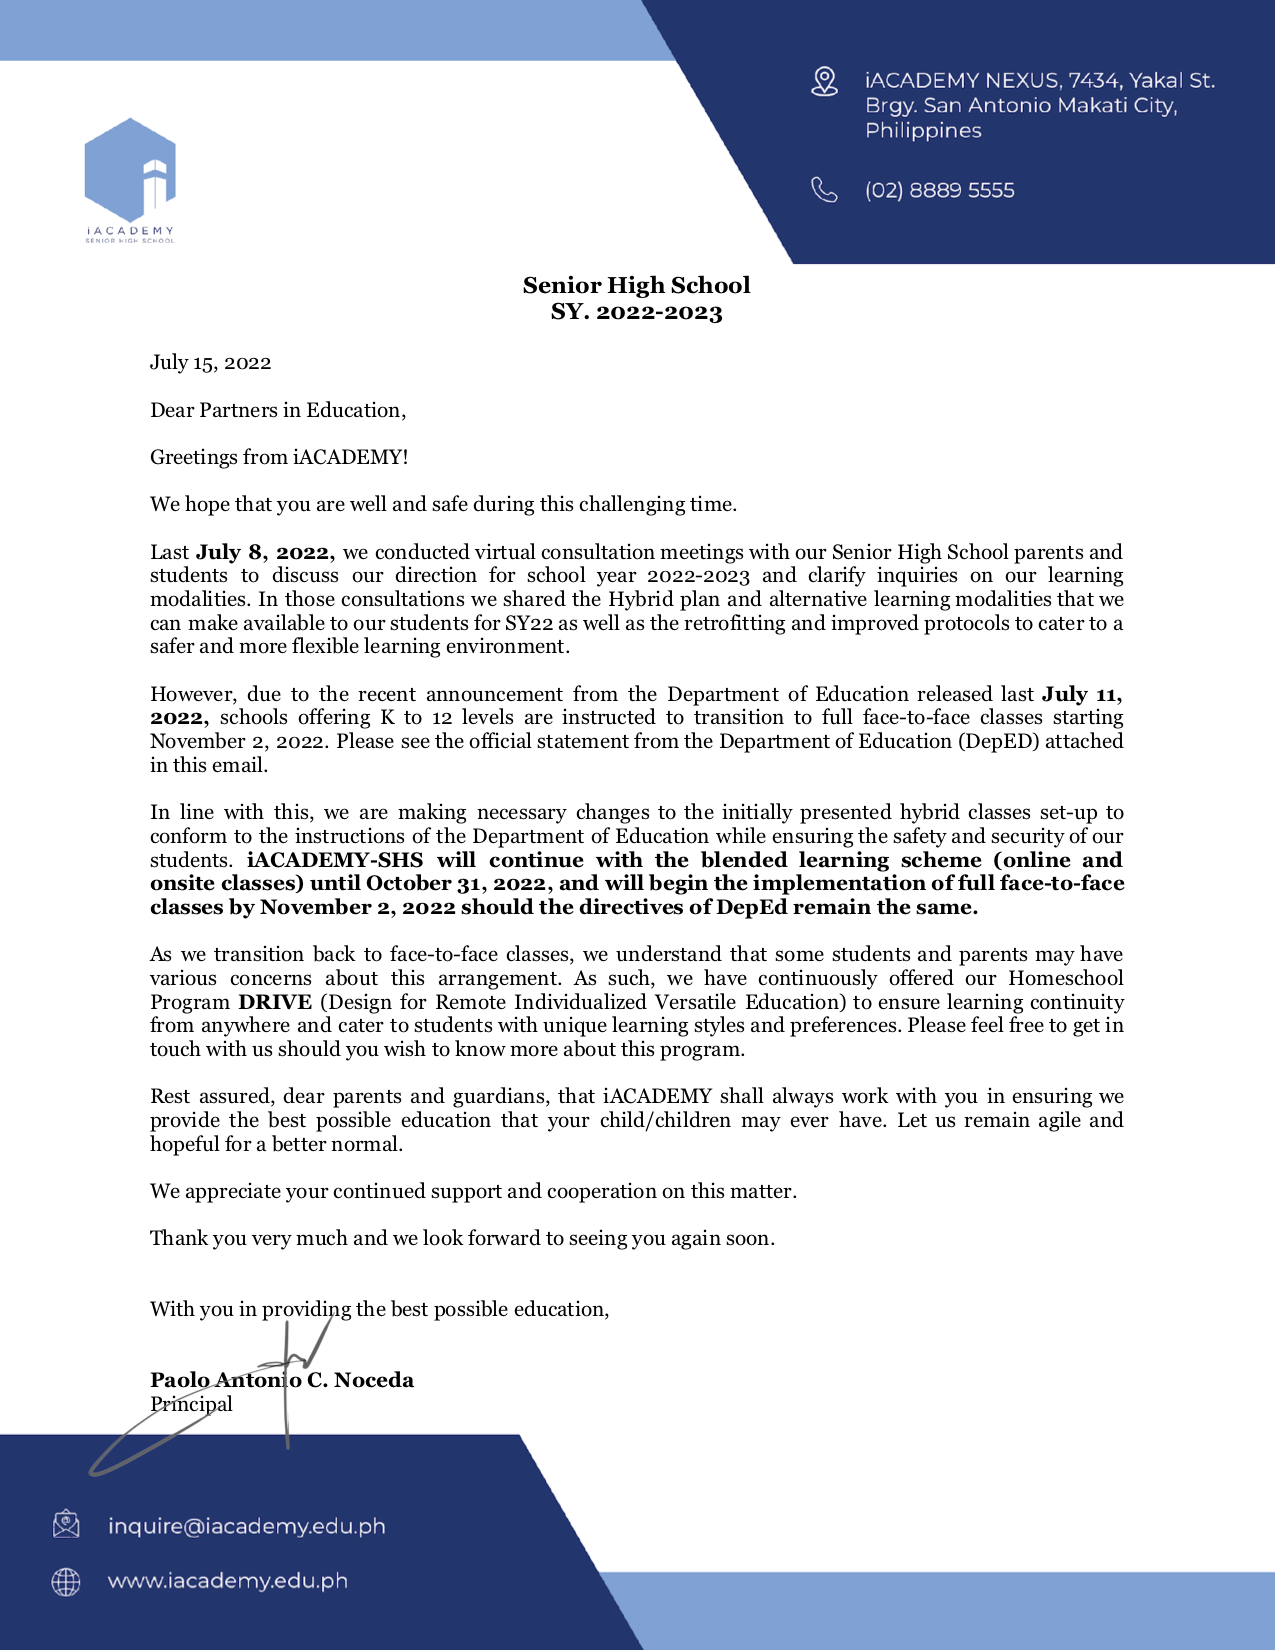 iACADEMY NEXUS, 7434, Yakal St.
Brgy. San Antonio Makati City,
Philippines
(02) 8889 5555
iACADEMY
SENIOR HIGH SCHOOL
Senior High School
SY. 2022-2023
July 15, 2022
Dear Partners in Education,
Greetings from iACADEMY!
We hope that you are well and safe during this challenging time.
Last July 8, 2022, we conducted virtual consultation meetings with our Senior High School parents and
students to discuss our direction for school year 2022-2023 and clarify inquiries on our learning
modalities. In those consultations we shared the Hybrid plan and alternative learning modalities that we
can make available to our students for SY22 as well as the retrofitting and improved protocols to cater to a
safer and more flexible learning environment.
However, due to the recent announcement from the Department of Education released last July 11,
2022, schools offering K to 12 levels are instructed to transition to full face-to-face classes starting
November 2, 2022. Please see the official statement from the Department of Education (DepED) attached
in this email.
In line with this, we are making necessary changes to the initially presented hybrid classes set-up to
conform to the instructions of the Department of Education while ensuring the safety and security of our
students. iACADEMY-SHS will continue with the blended learning scheme (online and
onsite classes) until October 31, 2022, and will begin the implementation of full face-to-face
classes by November 2, 2022 should the directives of DepEd remain the same.
As we transition back to face-to-face classes, we understand that some students and parents may have
various concerns about this arrangement. As such, we have continuously offered our Homeschool
Program DRIVE (Design for Remote Individualized Versatile Education) to ensure learning continuity
from anywhere and cater to students with unique learning styles and preferences. Please feel free to get in
touch with us should you wish to know more about this program.
Rest assured, dear parents and guardians, that iACADEMY shall always work with you in ensuring we
provide the best possible education that your child/children may ever have. Let us remain agile and
hopeful for a better normal.
We appreciate your continued support and cooperation on this matter.
Thank you very much and we look forward to seeing you again soon.
With you in providing the best possible education,
Paolo Antonio C. Noceda
Principal
inquire@iacademy.edu.ph
www.iacademy.edu.ph